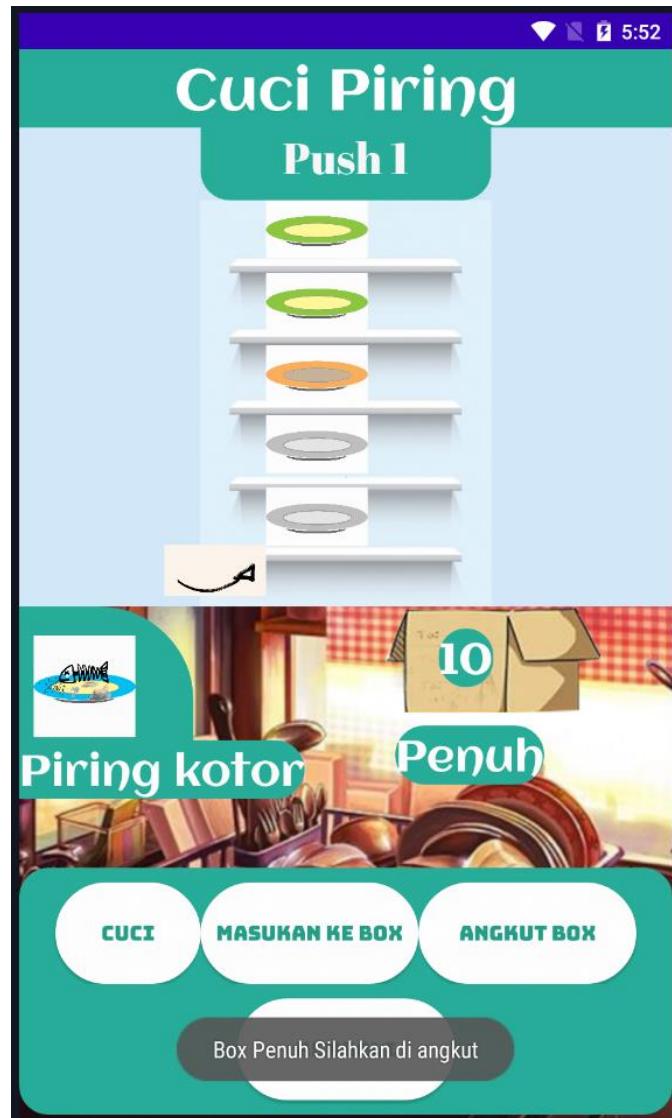 5:52
Cuci Piring
Push 1
10
Penuh
Piring kotor
CUCI
MASUKAN KE BOX
ANGKUT BOX
Box Penuh Silahkan di angkut